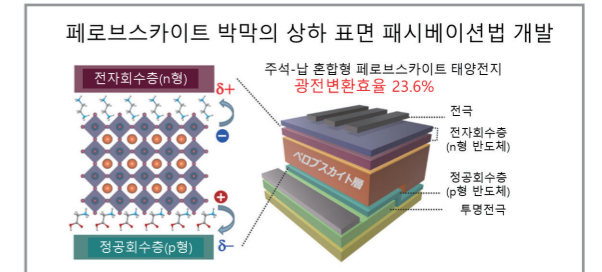 페로브스카이트 박막의 상하 표면 패시베이션법 개발
전자회수층(n형)
δ+
−
+
δ−
정공회수층(p형)
주석-납 혼합형 페로브스카이트 태양전지
광전변환효율 23.6%
ペロブスカイト層
전극
전자회수층
(n형 반도체)
정공회수층
(p형 반도체)
투명전극